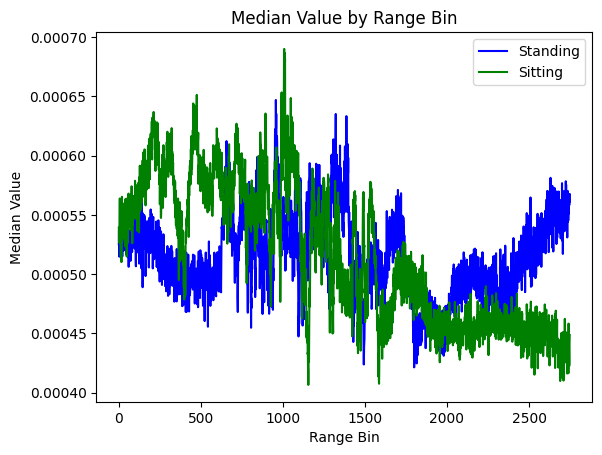 Median Value by Range Bin
Standing
Sitting
Median Value
0.00070
0.00065
0.00060
0.00055
0.00050
0.00045
0.00040
0
500
1000
1500
2000
2500
Range Bin